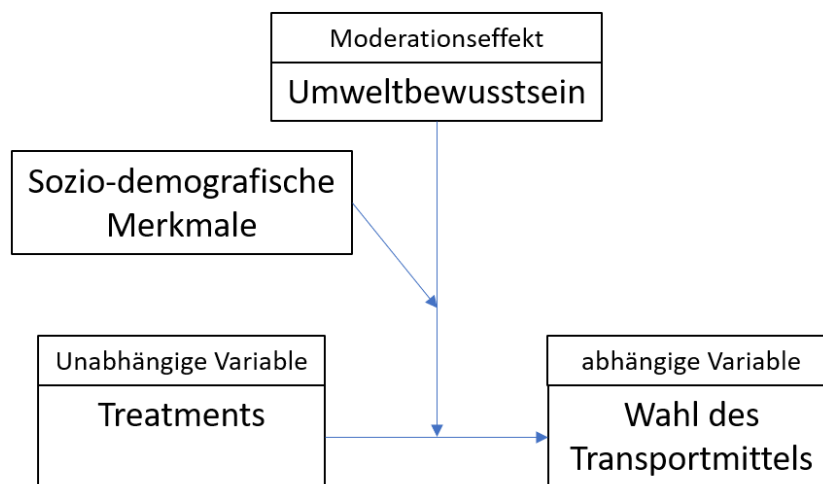 Moderationseffekt
Umweltbewusstsein
Sozio-demografische
Merkmale
Unabhängige Variable
Treatments
abhängige Variable
Wahl des
Transportmittels